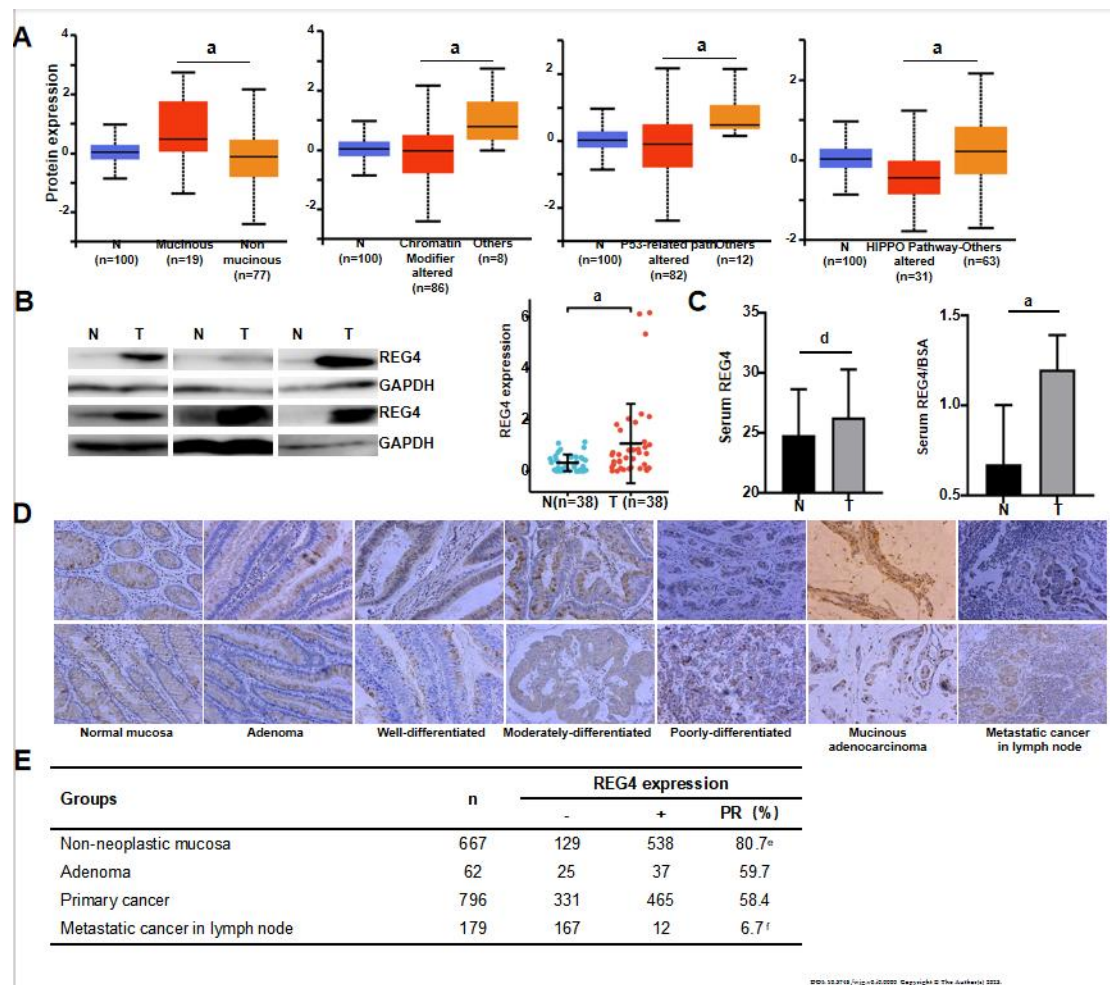 A
Protein expression
4
2
0
-2
a
N
(n=100)
Mucinous
(n=19)
Non
mucinous
(n=77)
4
2
0
-2
a
N
(n=100)
Chromatin
Modifier
altered
(n=86)
Others
(n=8)
2
0
-2
a
N
(n=100)
P53-related path
altered
(n=82)
Others
(n=12)
2
0
-2
a
N
(n=100)
HIPPO Pathway-
altered
(n=31)
Others
(n=63)
B
N T N T N T
REG4
GAPDH
REG4
GAPDH
REG4 expression
6
4
2
0
a
N(n=38) T (n=38)
C
Serum REG4
35
30
25
20
d
N T
Serum REG4/BSA
1.5
1.0
0.5
a
N T
D
Normal mucosa
Adenoma
Well-differentiated
Moderately-differentiated
Poorly-differentiated
Mucinous
adenocarcinoma
Metastatic cancer
in lymph node
E
Groups n REG4 expression
- + PR (%)
Non-neoplastic mucosa 667 129 538 80.7e
Adenoma 62 25 37 59.7
Primary cancer 796 331 465 58.4
Metastatic cancer in lymph node 179 167 12 6.7f
Copyright © The Author(s)